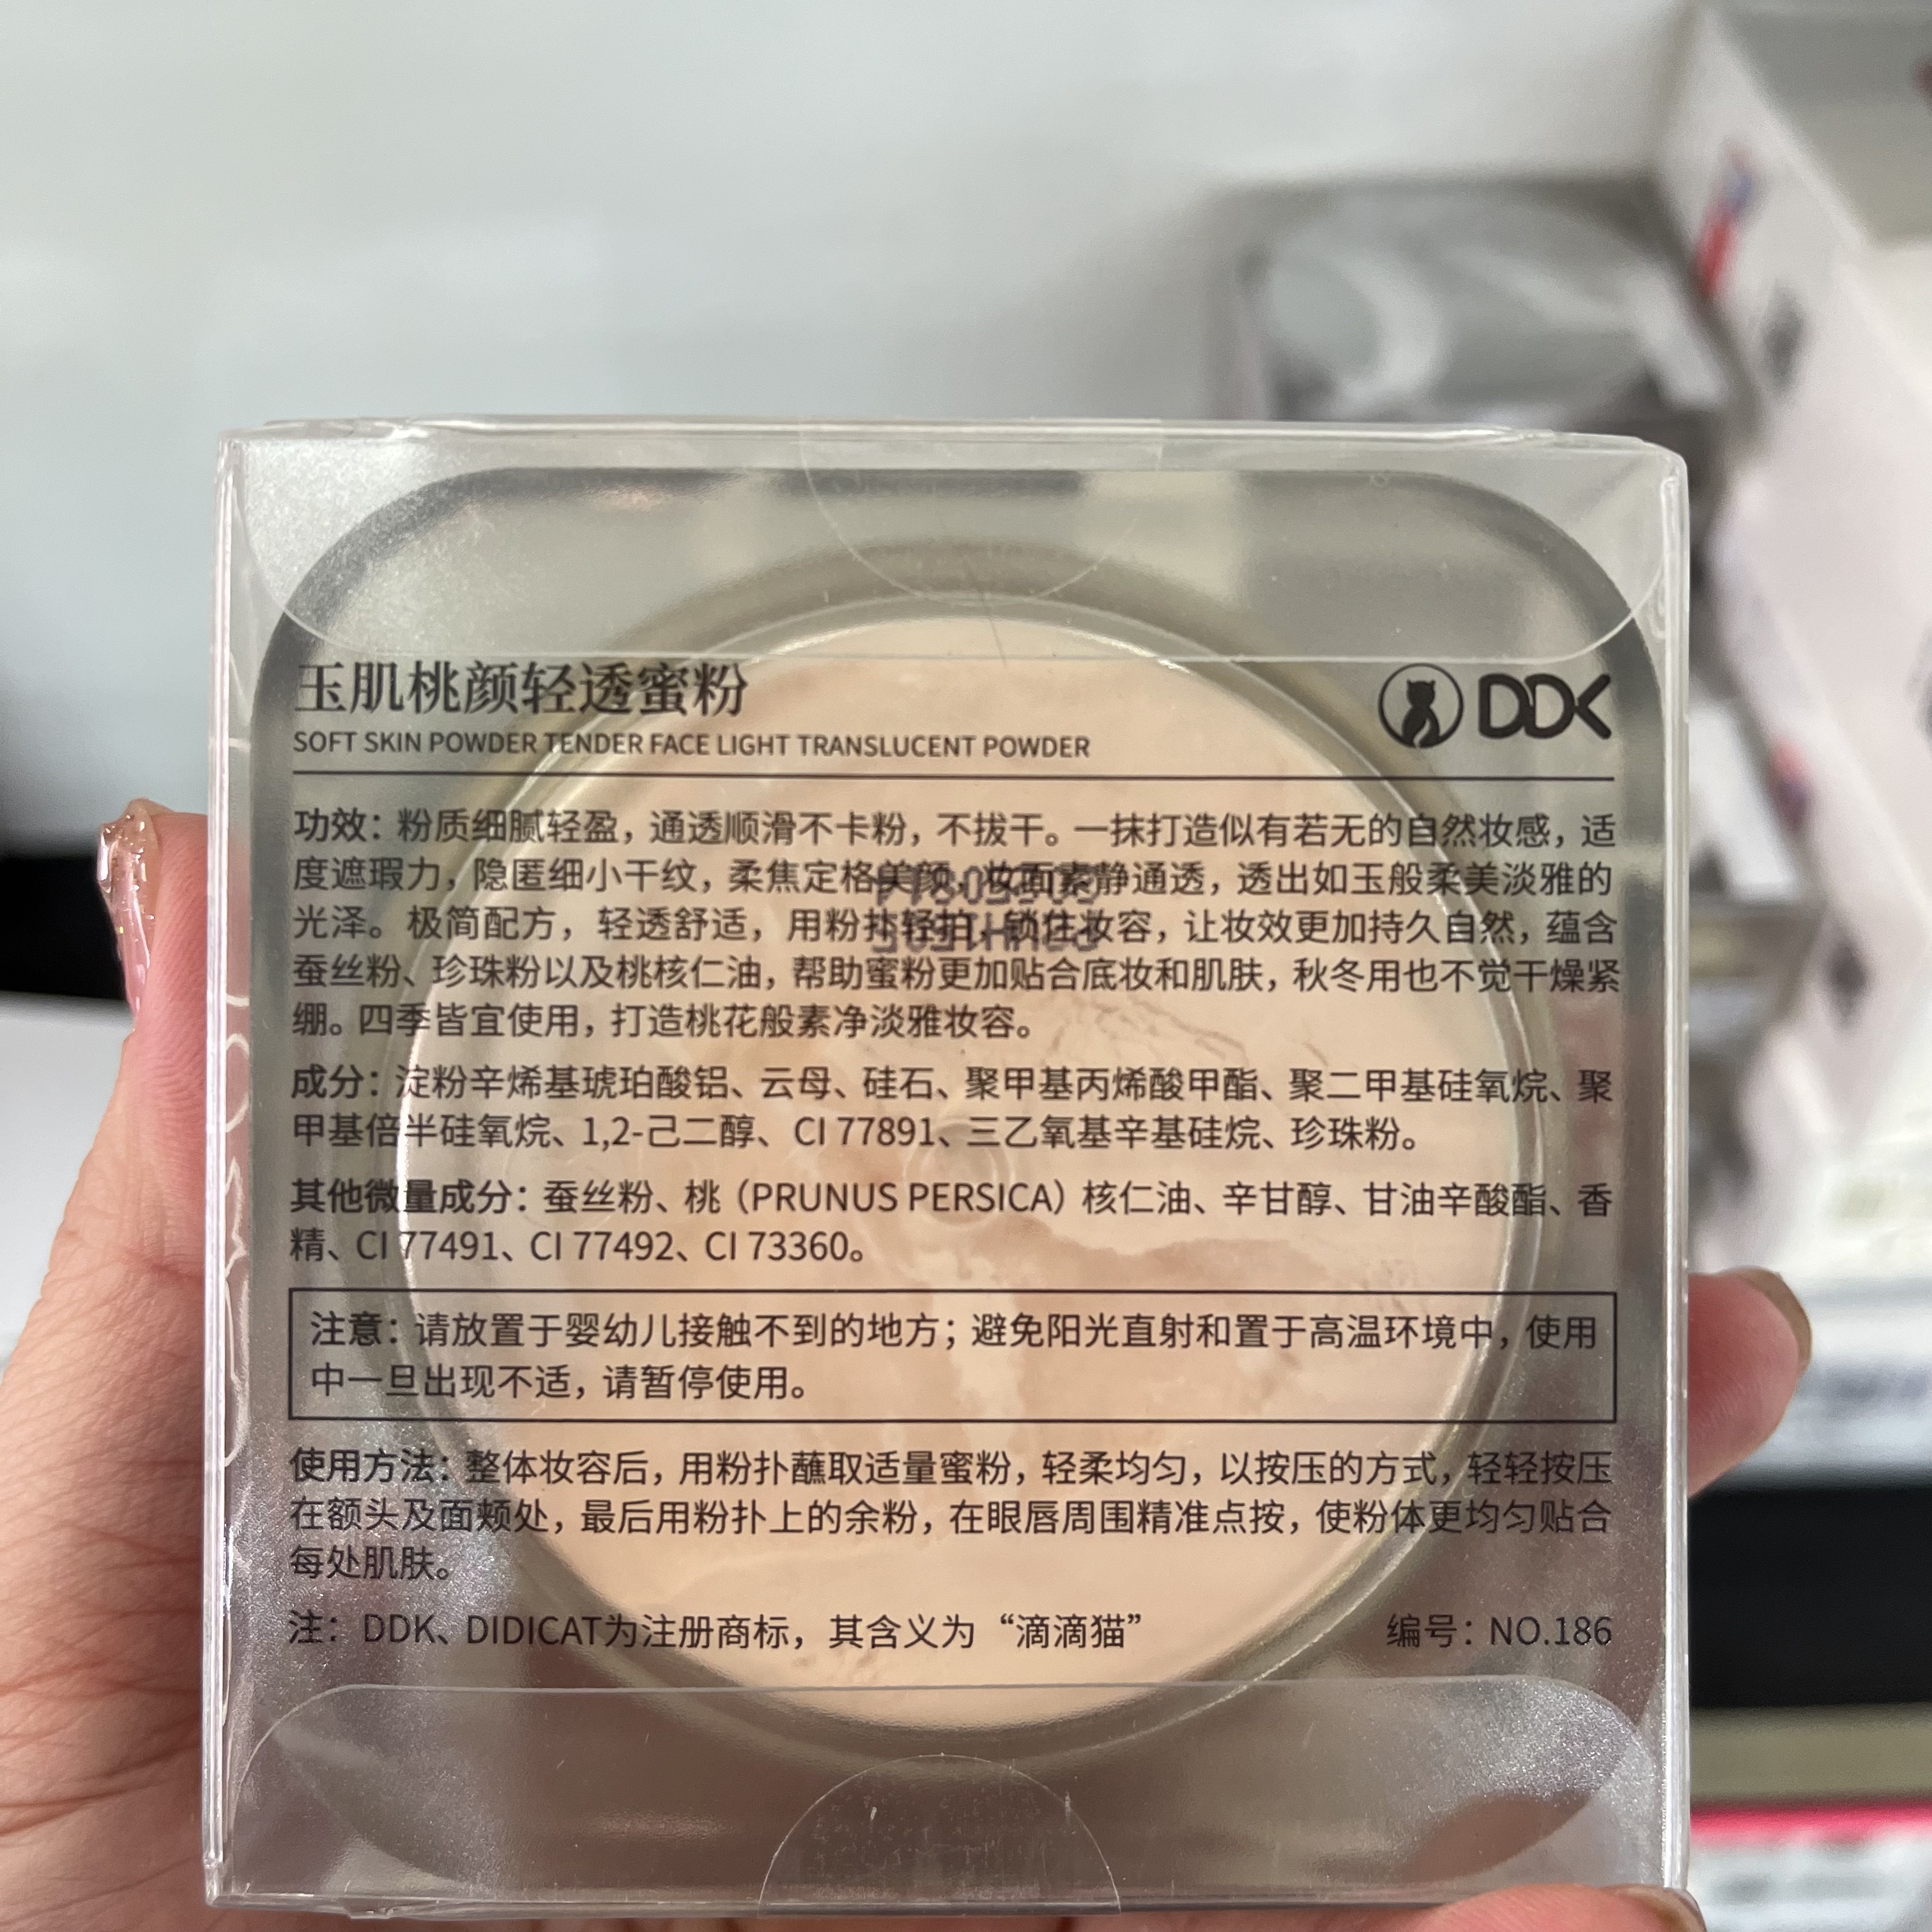 玉肌桃颜轻透蜜粉
DDK
SOFT SKIN POWDER TENDER FACE LIGHT TRANSLUCENT POWDER
功效：粉质细腻轻盈，通透顺滑不卡粉，不拔干。一抹打造似有若无的自然妆感，适
度遮瑕力，隐匿细小干纹，柔焦定格美颜，妆面素静通透，透出如玉般柔美淡雅的
光泽。极简配方，轻透舒适，用粉扑轻拍，锁住妆容，让妆效更加持久自然，蕴含
蚕丝粉、珍珠粉以及桃核仁油，帮助蜜粉更加贴合底妆和肌肤，秋冬用也不觉干燥紧
绷。四季皆宜使用，打造桃花般素净淡雅妆容。
成分：淀粉辛烯基琥珀酸铝、云母、硅石、聚甲基丙烯酸甲酯、聚二甲基硅氧烷、聚
甲基倍半硅氧烷、1,2-己二醇、CI 77891、三乙氧基辛基硅烷、珍珠粉。
其他微量成分：蚕丝粉、桃（PRUNUS PERSICA）核仁油、辛甘醇、甘油辛酸酯、香
精、CI 77491、CI 77492、CI 73360。
注意：请放置于婴幼儿接触不到的地方；避免阳光直射和置于高温环境中，使用
中一旦出现不适，请暂停使用。
使用方法：整体妆容后，用粉扑蘸取适量蜜粉，轻柔均匀，以按压的方式，轻轻按压
在额头及面颊处，最后用粉扑上的余粉，在眼唇周围精准点按，使粉体更均匀贴合
每处肌肤。
注：DDK、DIDICAT为注册商标，其含义为“滴滴猫”
编号：NO.186